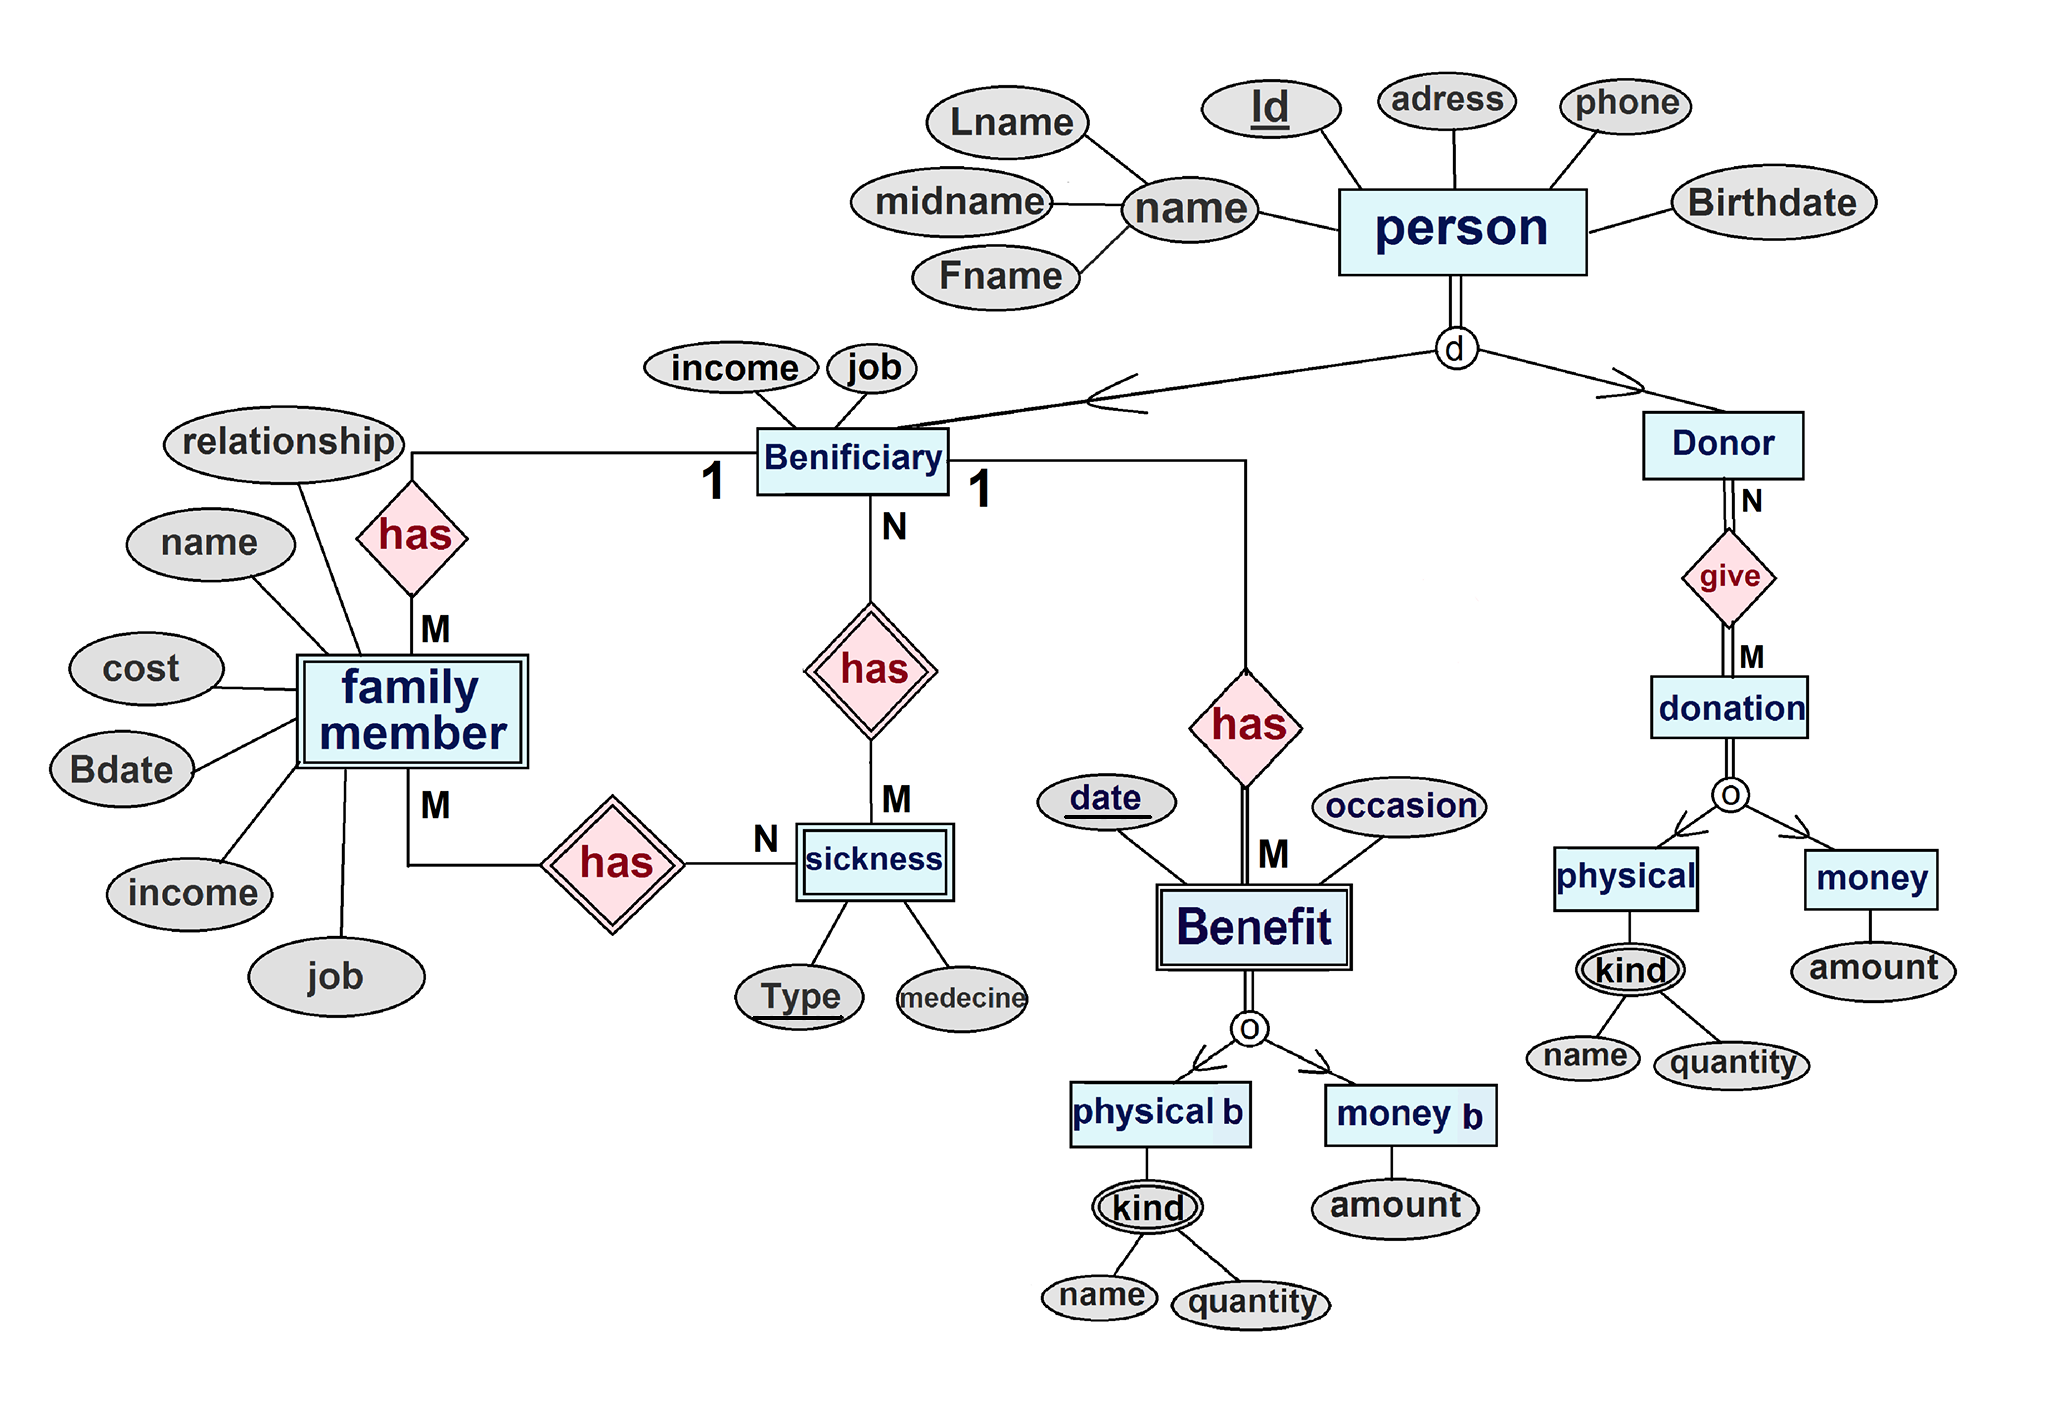 Id
adress
phone
Lname
midname
name
Fname
person
Birthdate
d
income
job
relationship
Benificiary
1
1
Donor
N
name
has
N
give
M
M
cost
family
member
has
has
donation
Bdate
M
N
M
date
occasion
M
O
income
has
sickness
physical
money
job
Type
medecine
Benefit
kind
amount
O
name
quantity
physical b
money b
kind
amount
name
quantity